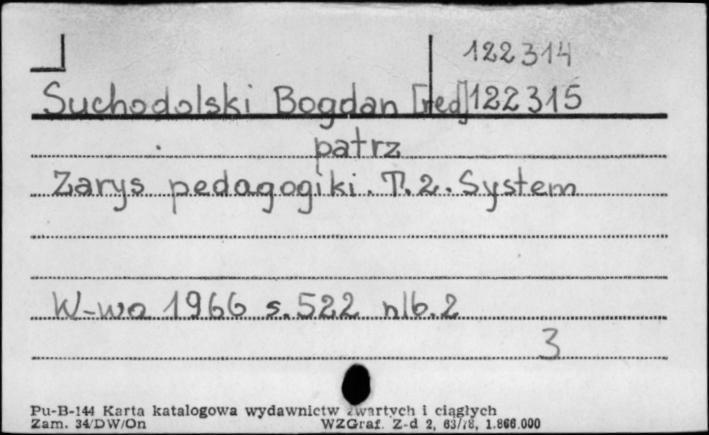 122314
Suchodolski Bogdan [red] 122315
patrz
Zarys pedagogiki. T. 2. System
W-wa 1966 s. 522 nlb. 2
3
Pu-B-144 Karta katalogowa wydawnictw zwartych i ciągłych
Zam. 34/DW/On WZGraf. Z-d 2, 63/78, 1.866.000